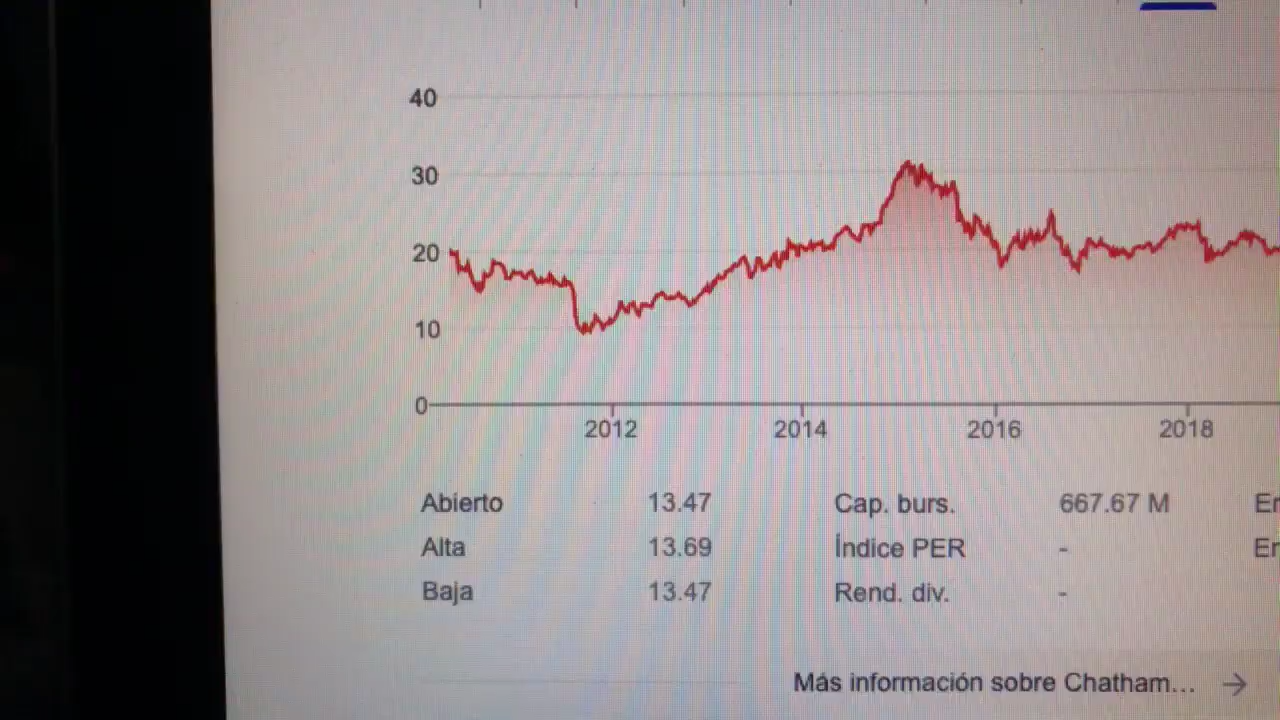 40
30
20
10
0
2012 2014 2016 2018
Abierto 13.47 Cap. burs. 667.67 M
Alta 13.69 Índice PER -
Baja 13.47 Rend. div. -
Más información sobre Chatham... →